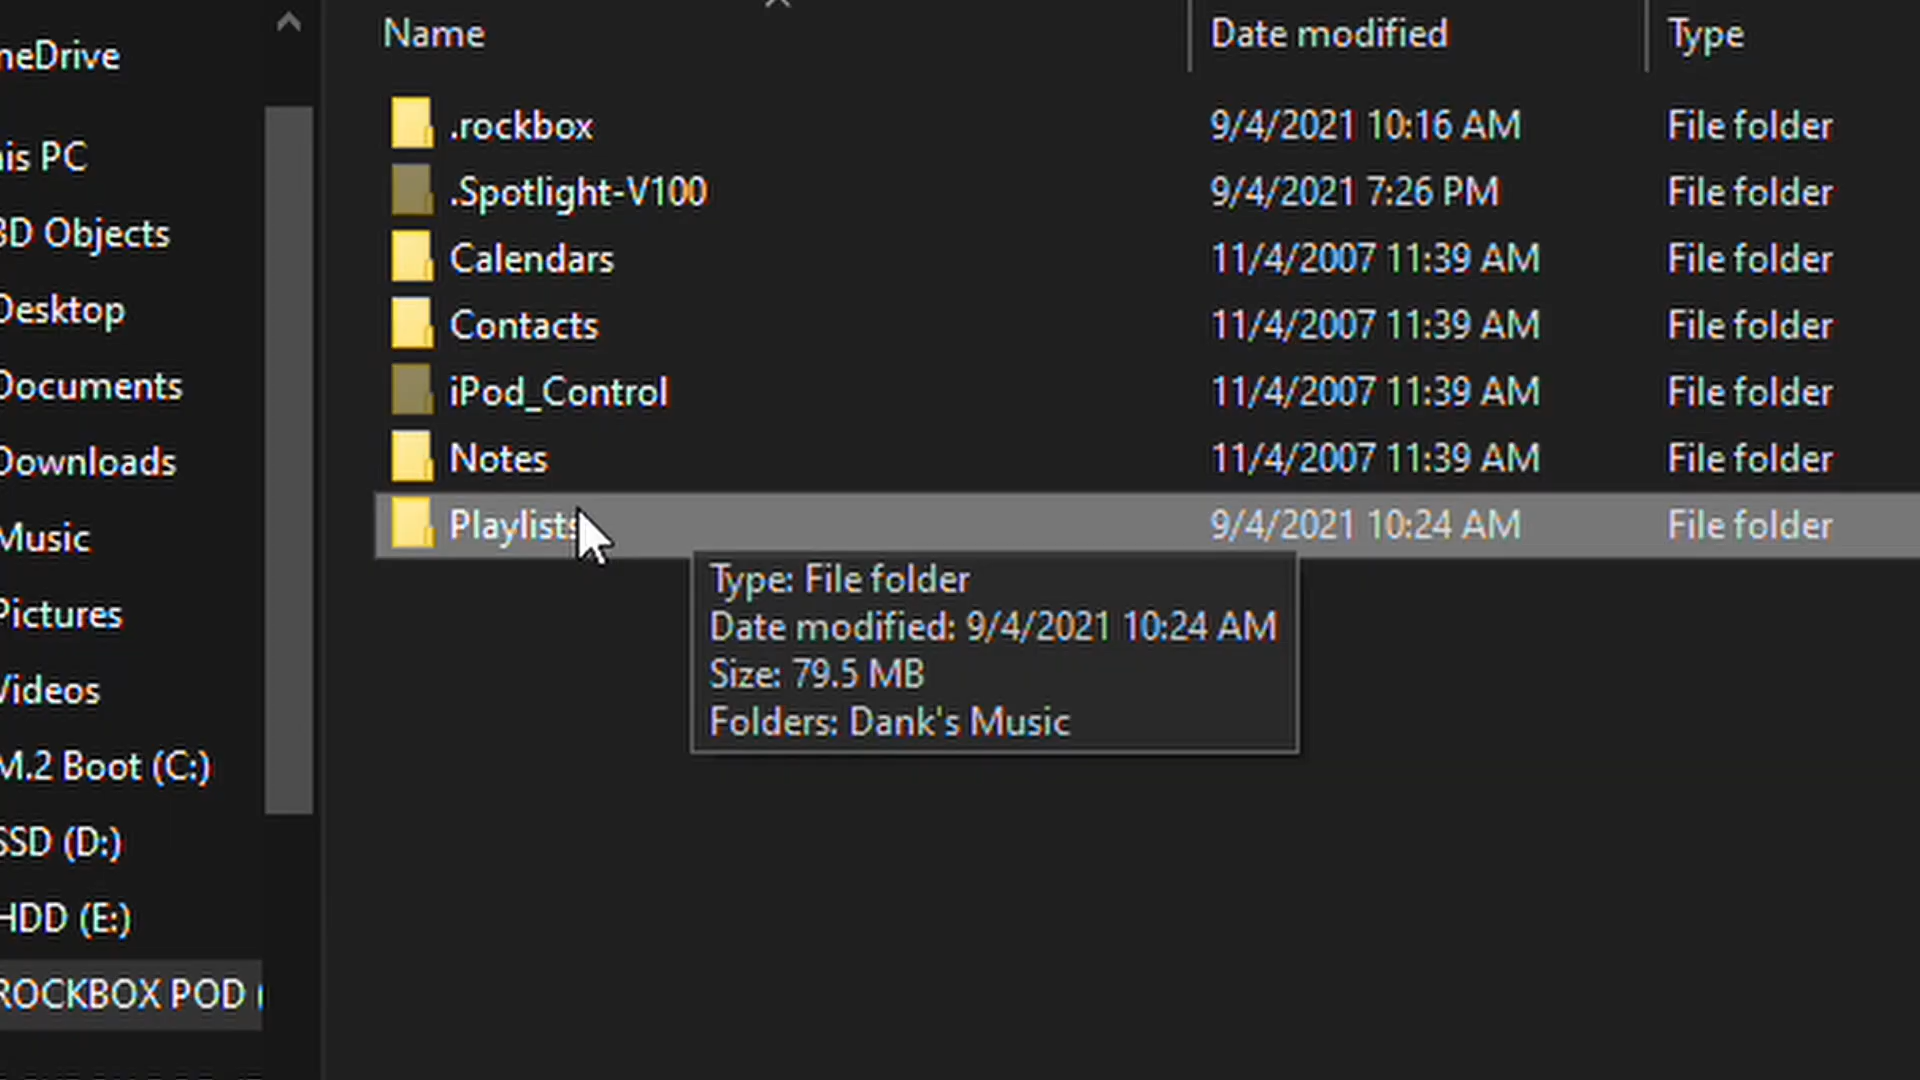 Name Date modified Type
neDrive
.rockbox 9/4/2021 10:16 AM File folder
is PC
.Spotlight-V100 9/4/2021 7:26 PM File folder
3D Objects
Calendars 11/4/2007 11:39 AM File folder
Desktop
Contacts 11/4/2007 11:39 AM File folder
Documents
iPod_Control 11/4/2007 11:39 AM File folder
Downloads
Notes 11/4/2007 11:39 AM File folder
Music
Playlists 9/4/2021 10:24 AM File folder
Type: File folder
Date modified: 9/4/2021 10:24 AM
Size: 79.5 MB
Folders: Dank's Music
Pictures
Videos
M.2 Boot (C:)
SSD (D:)
HDD (E:)
ROCKBOX POD (